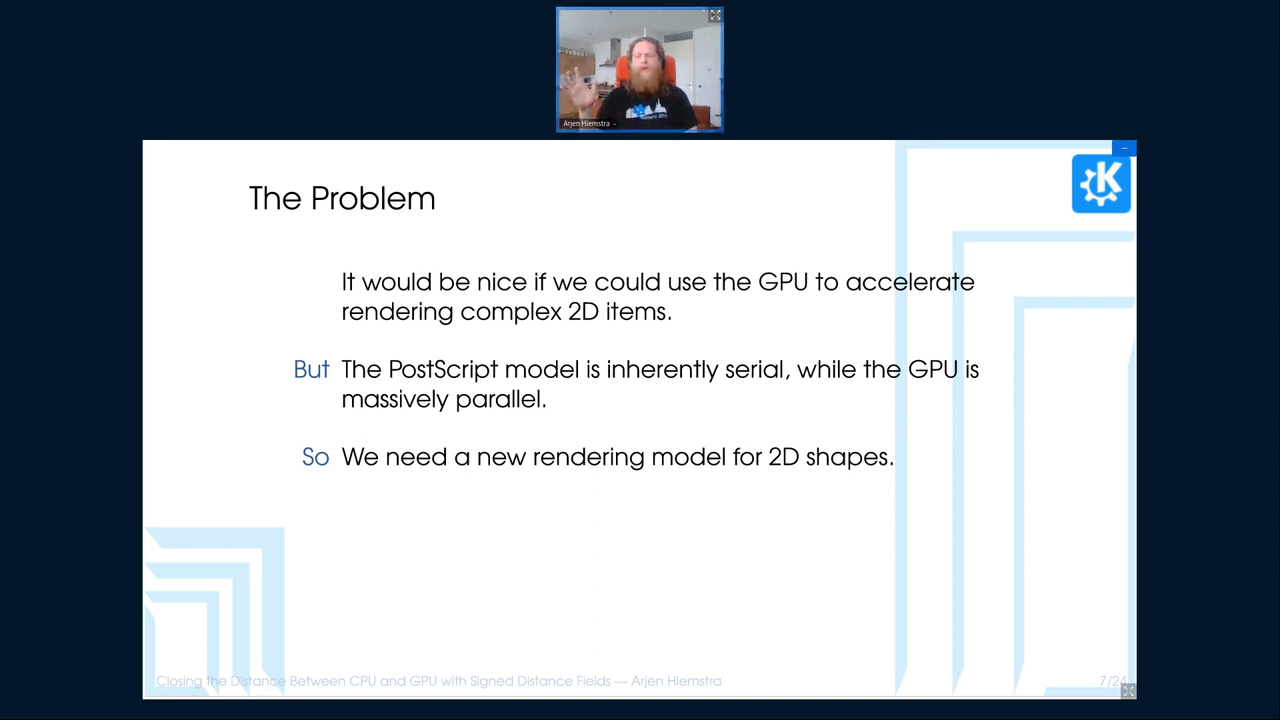 Arjen Hiemstra
The Problem
It would be nice if we could use the GPU to accelerate
rendering complex 2D items.
But The PostScript model is inherently serial, while the GPU is
massively parallel.
So We need a new rendering model for 2D shapes.
Closing the Distance Between CPU and GPU with Signed Distance Fields — Arjen Hiemstra
7/24